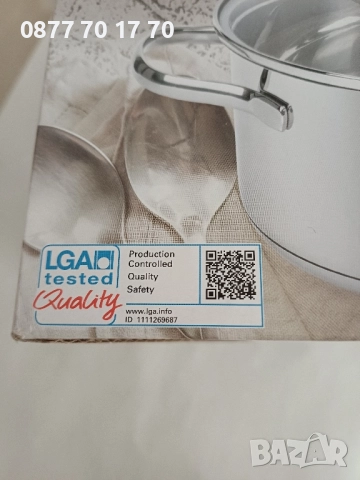 0877 70 17 70
LGA
tested
Quality
Production
Controlled
Quality
Safety
www.lga.info
ID 1111269687
BAZAR